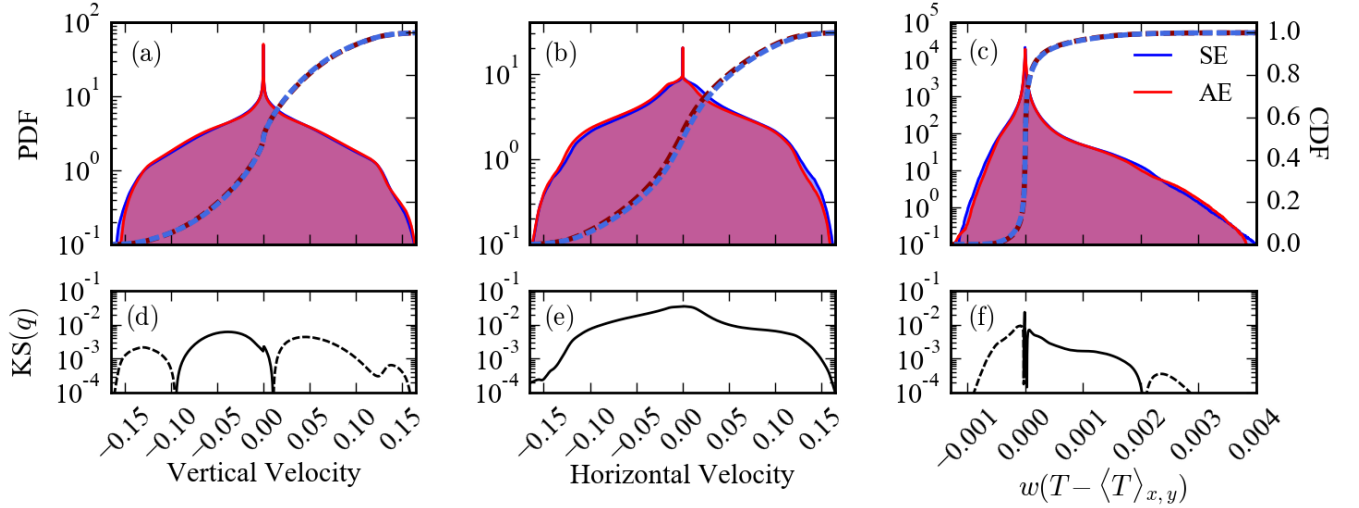 PDF
10^2
10^1
10^0
10^-1
(a)
10^1
10^0
10^-1
(b)
10^5
10^4
10^3
10^2
10^1
10^0
10^-1
(c)
SE
AE
1.0
0.8
0.6
0.4
0.2
0.0
CDF
KS(q)
10^-1
10^-2
10^-3
10^-4
(d)
−0.15 −0.10 −0.05 0.00 0.05 0.10 0.15
Vertical Velocity
10^-1
10^-2
10^-3
10^-4
(e)
−0.15 −0.10 −0.05 0.00 0.05 0.10 0.15
Horizontal Velocity
10^-1
10^-2
10^-3
10^-4
(f)
−0.001 0.000 0.001 0.002 0.003 0.004
w(T − ⟨T⟩_{x, y})